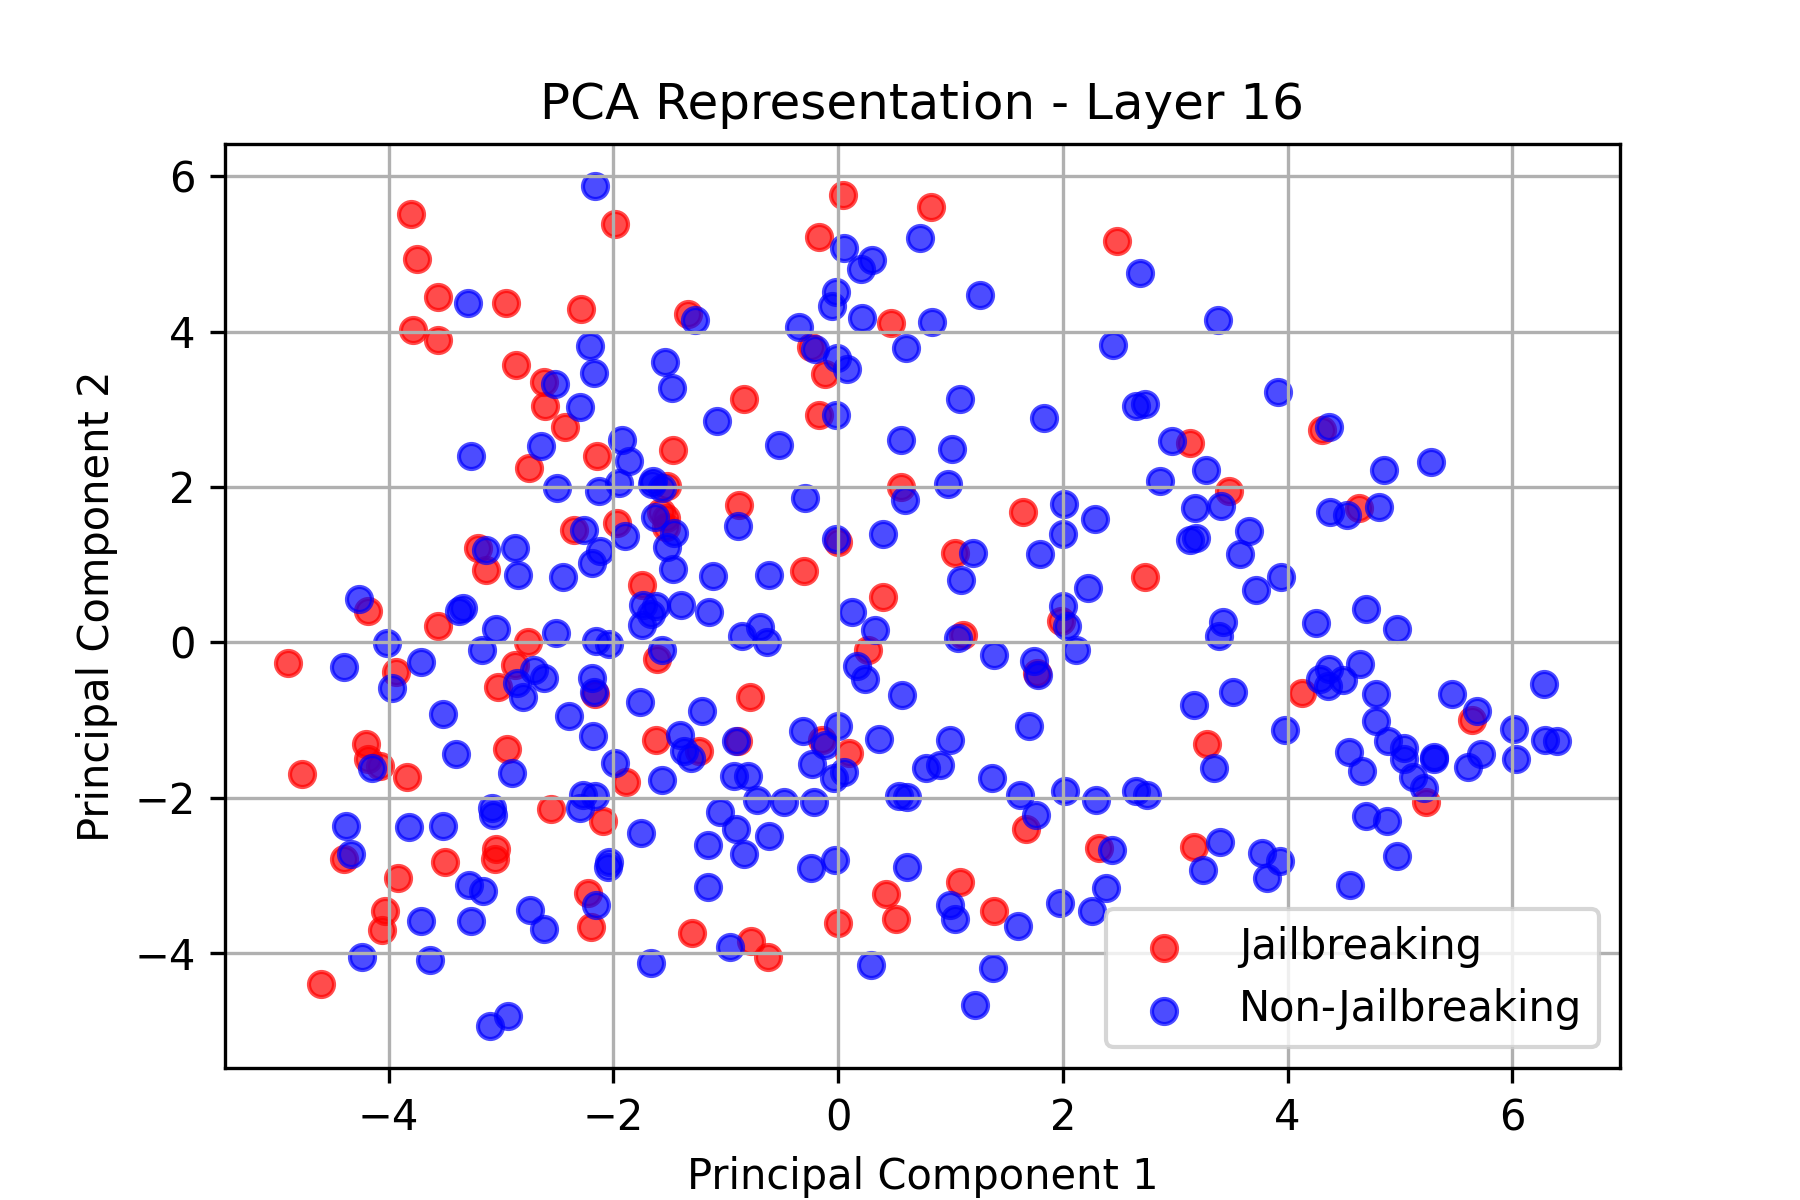 PCA Representation - Layer 16
6
4
2
0
−2
−4
Principal Component 2
−4
−2
0
2
4
6
Principal Component 1
Jailbreaking
Non-Jailbreaking